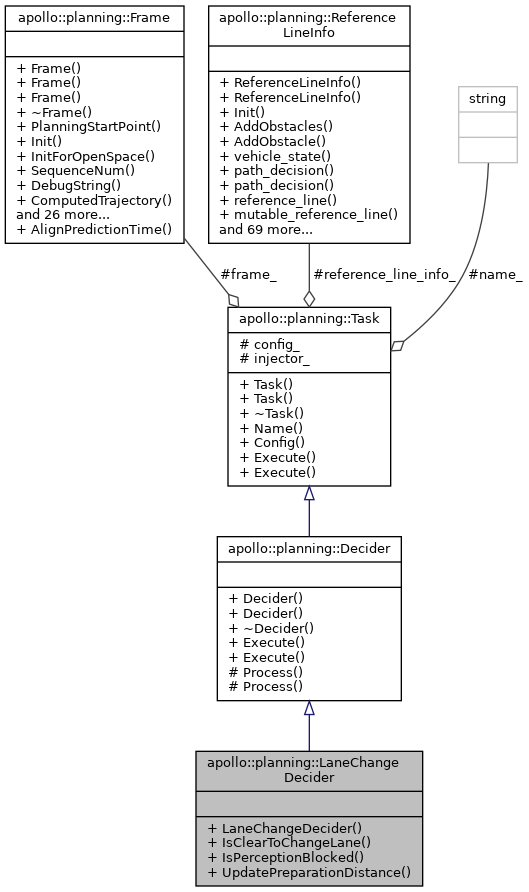 apollo::planning::Frame
+ Frame()
+ Frame()
+ Frame()
+ ~Frame()
+ PlanningStartPoint()
+ Init()
+ InitForOpenSpace()
+ SequenceNum()
+ DebugString()
+ ComputedTrajectory()
and 26 more...
+ AlignPredictionTime()
apollo::planning::Reference
LineInfo
+ ReferenceLineInfo()
+ ReferenceLineInfo()
+ Init()
+ AddObstacles()
+ AddObstacle()
+ vehicle_state()
+ path_decision()
+ path_decision()
+ reference_line()
+ mutable_reference_line()
and 69 more...
string
#frame_
#reference_line_info_
#name_
apollo::planning::Task
# config_
# injector_
+ Task()
+ Task()
+ ~Task()
+ Name()
+ Config()
+ Execute()
+ Execute()
apollo::planning::Decider
+ Decider()
+ Decider()
+ ~Decider()
+ Execute()
+ Execute()
# Process()
# Process()
apollo::planning::LaneChange
Decider
+ LaneChangeDecider()
+ IsClearToChangeLane()
+ IsPerceptionBlocked()
+ UpdatePreparationDistance()